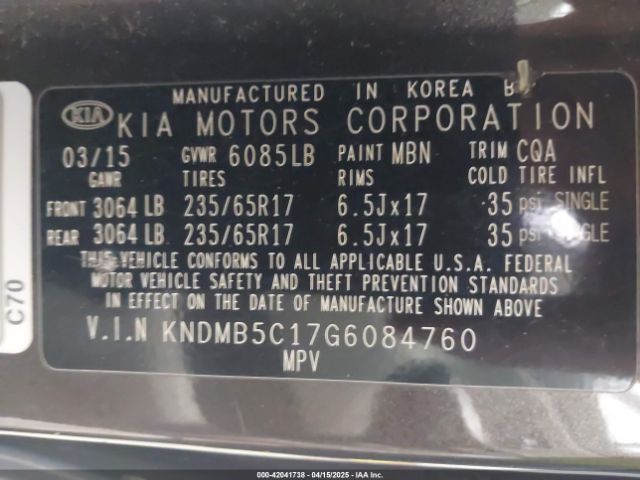 MANUFACTURED IN KOREA
KIA KIA MOTORS CORPORATION
03/15 GVWR 6085LB PAINT MBN TRIM CQA
GAWR TIRES RIMS COLD TIRE INFL
FRONT 3064 LB 235/65R17 6.5Jx17 35 psi SINGLE
REAR 3064 LB 235/65R17 6.5Jx17 35 psi SINGLE
THIS VEHICLE CONFORMS TO ALL APPLICABLE U.S.A. FEDERAL
MOTOR VEHICLE SAFETY AND THEFT PREVENTION STANDARDS
IN EFFECT ON THE DATE OF MANUFACTURE SHOWN ABOVE
V.I.N KNDMB5C17G6084760
MPV
C70
000-42041738 - 04/15/2025 - IAA Inc.